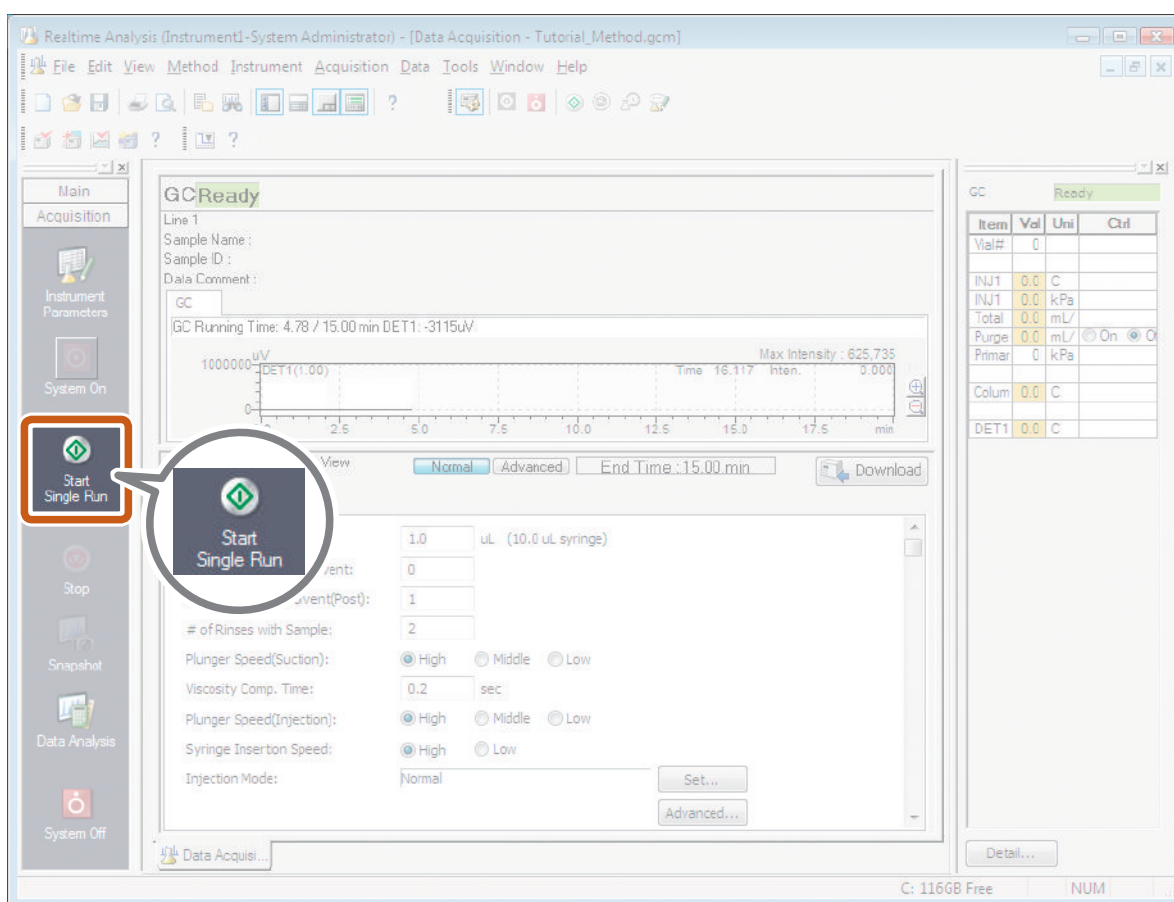 Realtime Analysis (Instrument1-System Administrator) - [Data Acquisition - Tutorial_Method.gcm]
File Edit View Method Instrument Acquisition Data Tools Window Help
?
? ?
Main
Acquisition
Instrument
Parameters
System On
Start
Single Run
Stop
Snapshot
Data Analysis
System Off
GC Ready
Line 1
Sample Name :
Sample ID :
Data Comment :
GC
GC Running Time: 4.78 / 15.00 min DET1: -3115uV
uV Max Intensity : 625,735
1000000 DET1(1.00) Time 16.117 Inten. 0.000
0
2.5 5.0 7.5 10.0 12.5 15.0 17.5 min
View Normal Advanced End Time : 15.00 min Download
Start
Single Run
1.0 uL (10.0 uL syringe)
vent: 0
vent(Post): 1
# of Rinses with Sample: 2
Plunger Speed(Suction): High Middle Low
Viscosity Comp. Time: 0.2 sec
Plunger Speed(Injection): High Middle Low
Syringe Insertion Speed: High Low
Injection Mode: Normal Set...
Advanced...
Data Acquisi...
GC Ready
Item Val Uni Ctrl
Vial# 0
INJ1 0.0 C
INJ1 0.0 kPa
Total 0.0 mL/
Purge 0.0 mL/ On O
Primar 0 kPa
Colum 0.0 C
DET1 0.0 C
Detail...
C: 116GB Free NUM